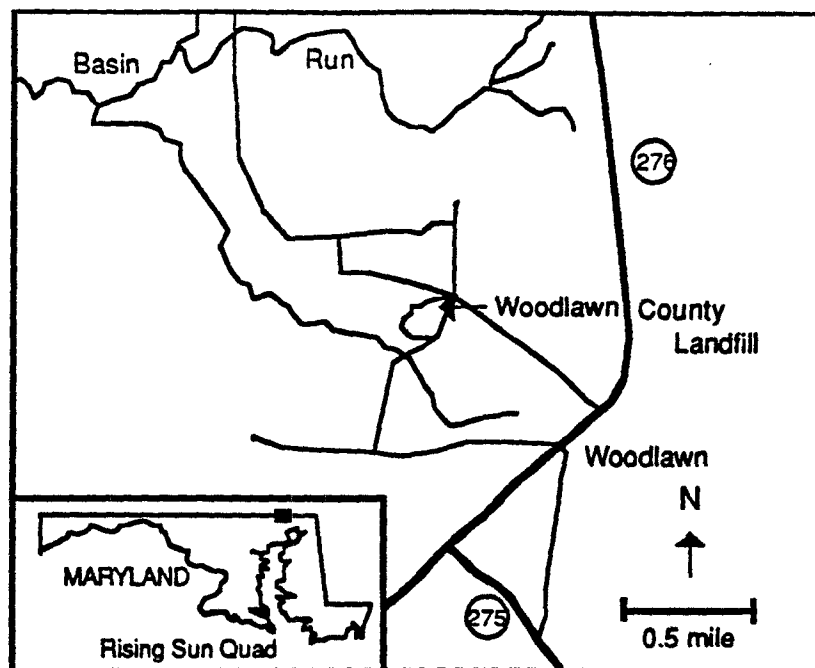 Basin
Run
276
Woodlawn County
Landfill
Woodlawn
N
MARYLAND
275
0.5 mile
Rising Sun Quad